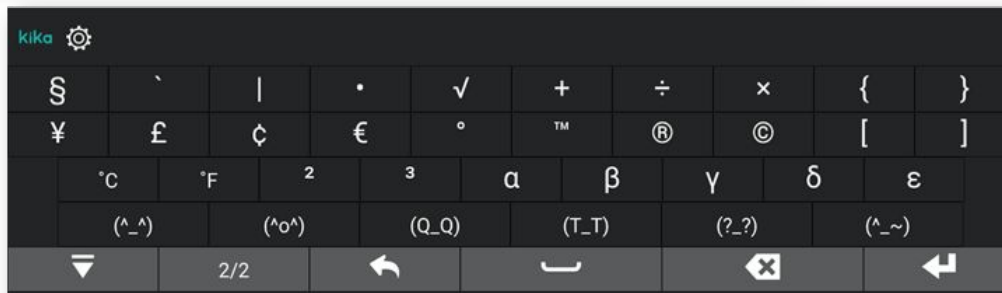 kika
§ ` | • √ + ÷ × { }
¥ £ ¢ € ° ™ ® © [ ]
°C °F ² ³ α β γ δ ε
(^_^) (^o^) (Q_Q) (T_T) (?_?) (^_~)
2/2